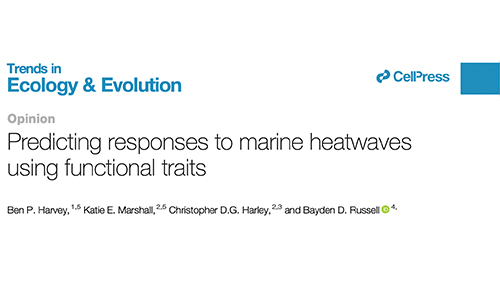 Trends in
Ecology & Evolution
CellPress
Opinion
Predicting responses to marine heatwaves
using functional traits
Ben P. Harvey, 1,5 Katie E. Marshall, 2,5 Christopher D.G. Harley, 2,3 and Bayden D. Russell 4,